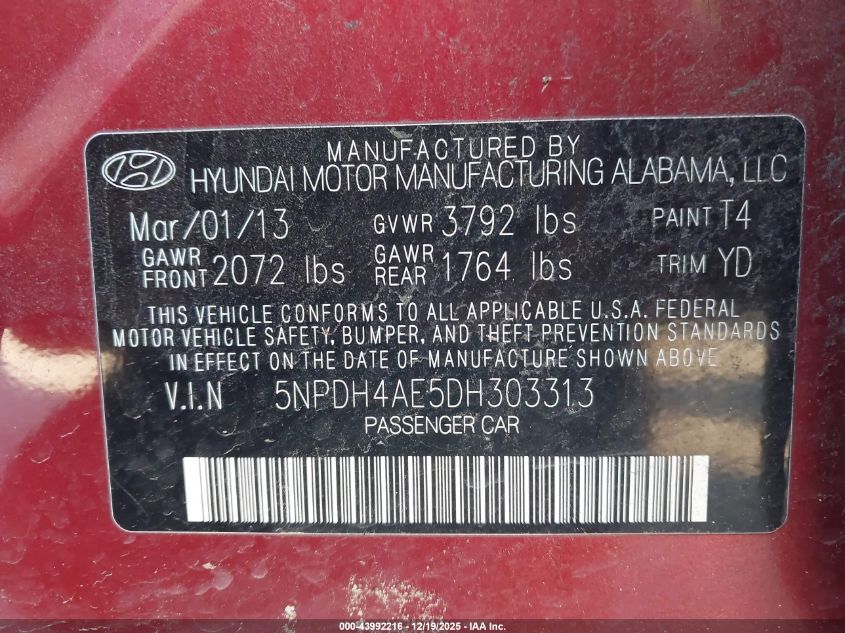 MANUFACTURED BY
HYUNDAI MOTOR MANUFACTURING ALABAMA, LLC
Mar/01/13 GVWR 3792 lbs PAINT T4
GAWR FRONT 2072 lbs GAWR REAR 1764 lbs TRIM YD
THIS VEHICLE CONFORMS TO ALL APPLICABLE U.S.A. FEDERAL
MOTOR VEHICLE SAFETY, BUMPER, AND THEFT PREVENTION STANDARDS
IN EFFECT ON THE DATE OF MANUFACTURE SHOWN ABOVE
V.I.N 5NPDH4AE5DH303313
PASSENGER CAR
000-43992216 - 12/19/2025 - IAA Inc.